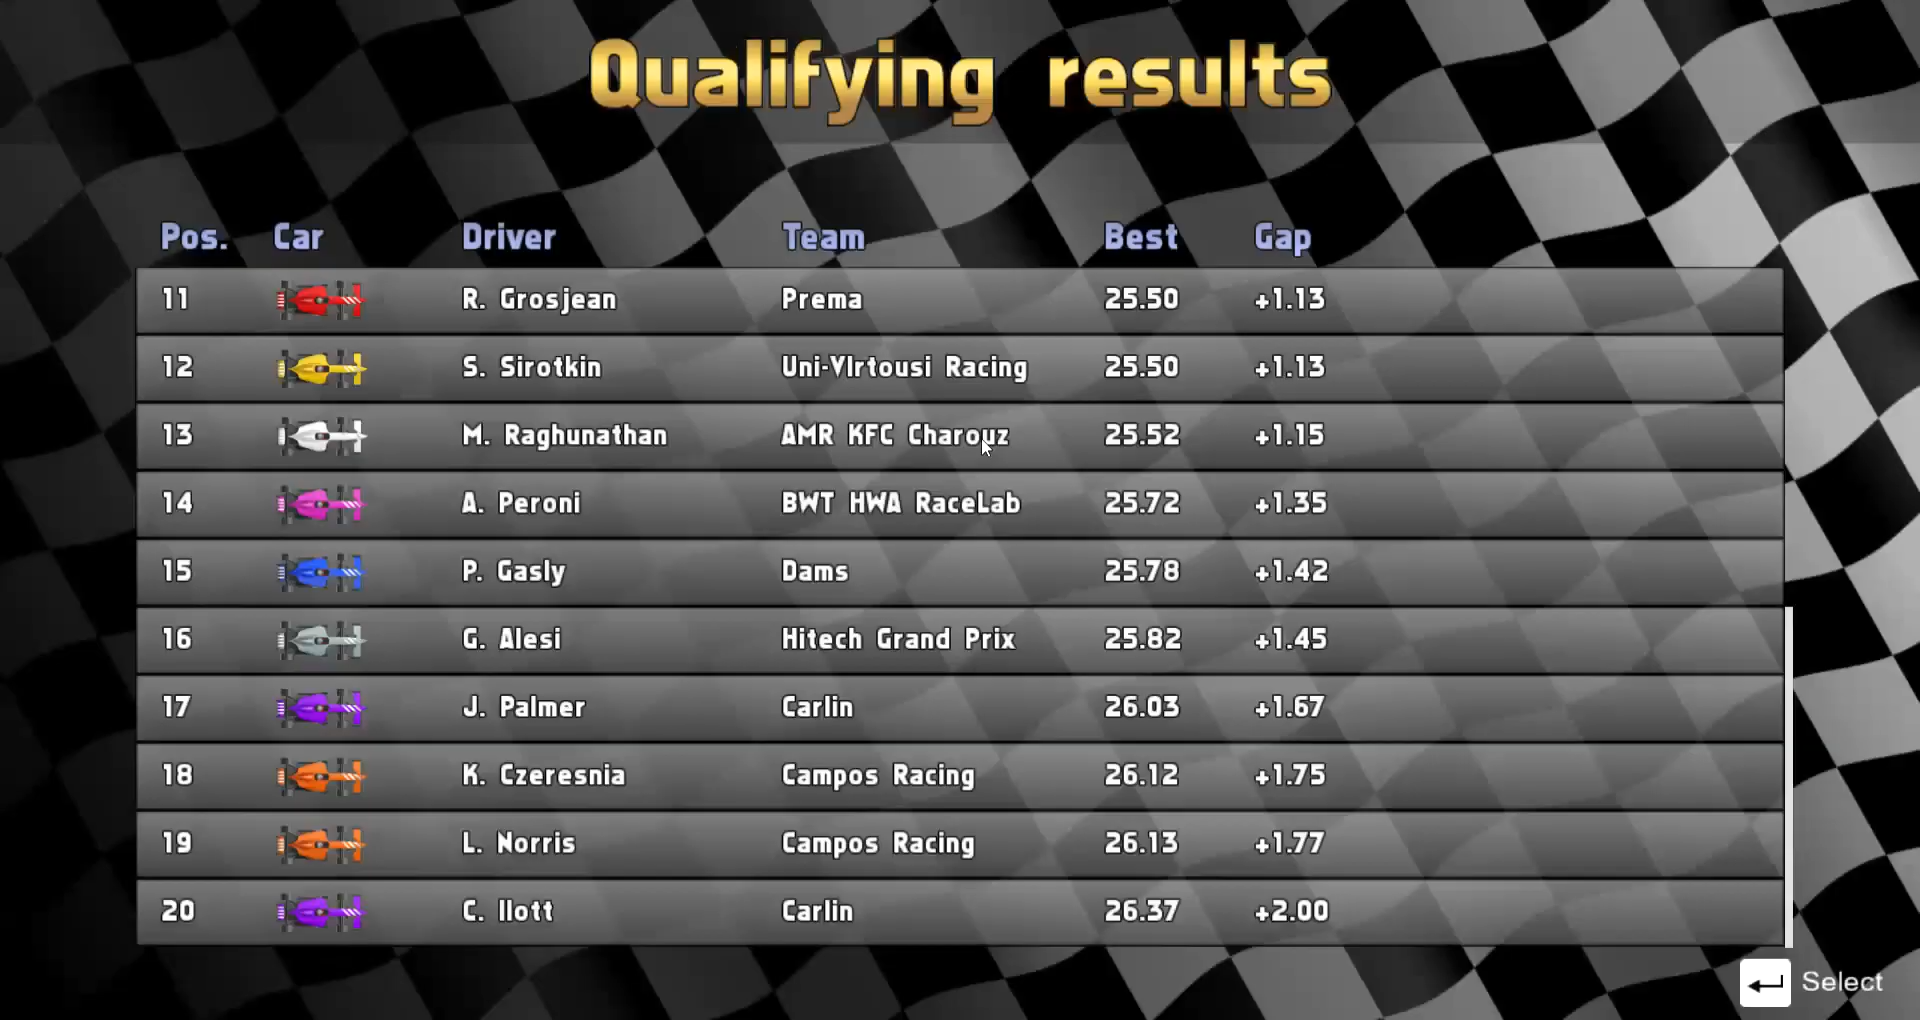 Qualifying results
Pos. Car Driver Team Best Gap
11 R. Grosjean Prema 25.50 +1.13
12 S. Sirotkin Uni-VIrtousi Racing 25.50 +1.13
13 M. Raghunathan AMR KFC Charouz 25.52 +1.15
14 A. Peroni BWT HWA RaceLab 25.72 +1.35
15 P. Gasly Dams 25.78 +1.42
16 G. Alesi Hitech Grand Prix 25.82 +1.45
17 J. Palmer Carlin 26.03 +1.67
18 K. Czeresnia Campos Racing 26.12 +1.75
19 L. Norris Campos Racing 26.13 +1.77
20 C. Ilott Carlin 26.37 +2.00
Select